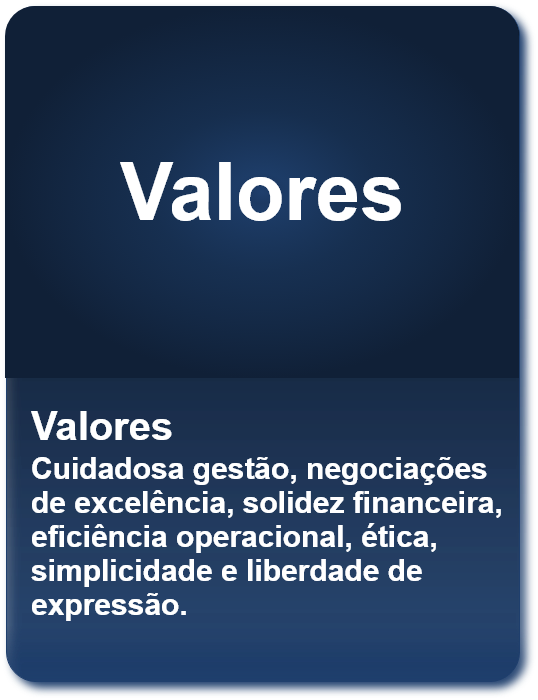 Valores
Valores
Cuidadosa gestão, negociações
de excelência, solidez financeira,
eficiência operacional, ética,
simplicidade e liberdade de
expressão.